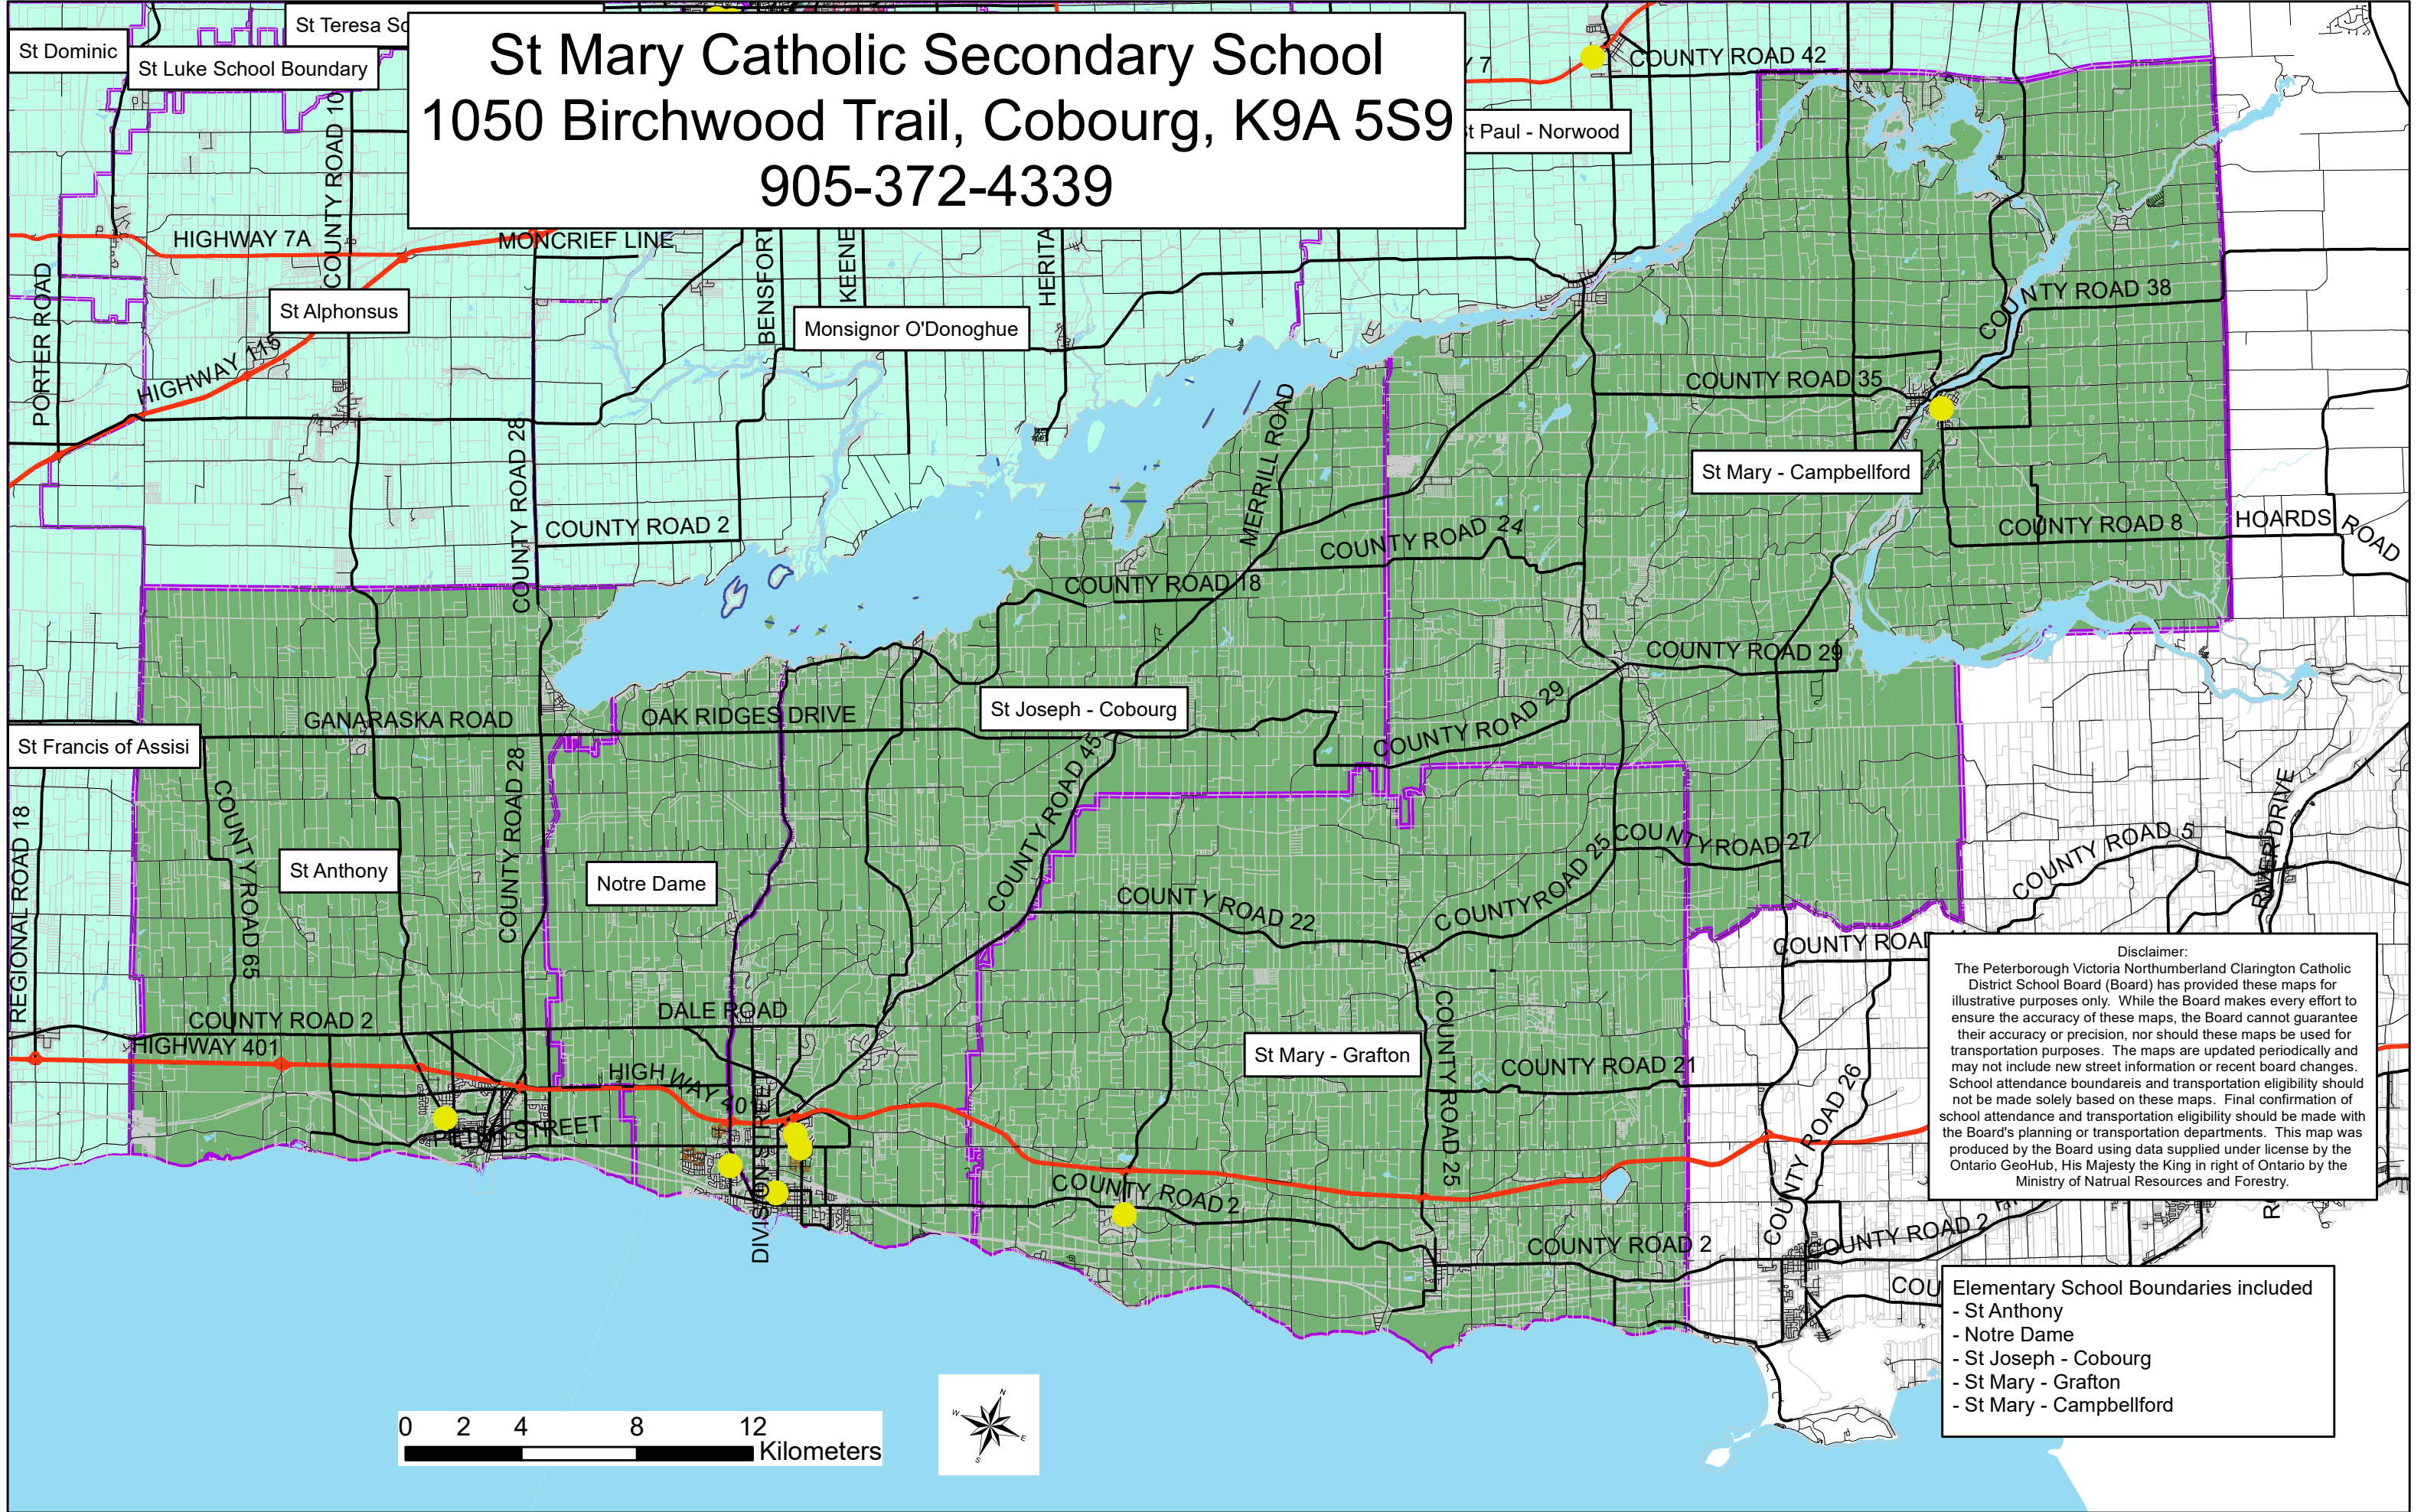 St Mary Catholic Secondary School
1050 Birchwood Trail, Cobourg, K9A 5S9
905-372-4339
St Dominic
St Teresa
St Luke School Boundary
COUNTY ROAD 10
7
COUNTY ROAD 42
St Paul - Norwood
HIGHWAY 7A
MONCRIEF LINE
PORTER ROAD
St Alphonsus
HIGHWAY 115
BENSFORT
KEENE
HERITA
Monsignor O'Donoghue
COUNTY ROAD 38
COUNTY ROAD 35
MERRILL ROAD
COUNTY ROAD 28
St Mary - Campbellford
COUNTY ROAD 2
COUNTY ROAD 24
COUNTY ROAD 8
HOARDS ROAD
COUNTY ROAD 18
COUNTY ROAD 29
St Joseph - Cobourg
GANARASKA ROAD
OAK RIDGES DRIVE
COUNTY ROAD 29
St Francis of Assisi
COUNTY ROAD 45
COUNTY ROAD 28
COUNTY ROAD 65
REGIONAL ROAD 18
St Anthony
Notre Dame
COUNTY ROAD 27
COUNTY ROAD 25
COUNTY ROAD 5
RIVER DRIVE
COUNTY ROAD 22
COUNTY ROAD
DALE ROAD
COUNTY ROAD 2
HIGHWAY 401
St Mary - Grafton
COUNTY ROAD 25
COUNTY ROAD 21
COUNTY ROAD 26
HIGHWAY 401
PETER STREET
DIVISION STREET
COUNTY ROAD 2
COUNTY ROAD 2
COUNTY ROAD 2
COU
Disclaimer:
The Peterborough Victoria Northumberland Clarington Catholic
District School Board (Board) has provided these maps for
illustrative purposes only. While the Board makes every effort to
ensure the accuracy of these maps, the Board cannot guarantee
their accuracy or precision, nor should these maps be used for
transportation purposes. The maps are updated periodically and
may not include new street information or recent board changes.
School attendance boundareis and transportation eligibility should
not be made solely based on these maps. Final confirmation of
school attendance and transportation eligibility should be made with
the Board's planning or transportation departments. This map was
produced by the Board using data supplied under license by the
Ontario GeoHub, His Majesty the King in right of Ontario by the
Ministry of Natrual Resources and Forestry.
Elementary School Boundaries included
- St Anthony
- Notre Dame
- St Joseph - Cobourg
- St Mary - Grafton
- St Mary - Campbellford
0 2 4 8 12
Kilometers
N
W
E
S